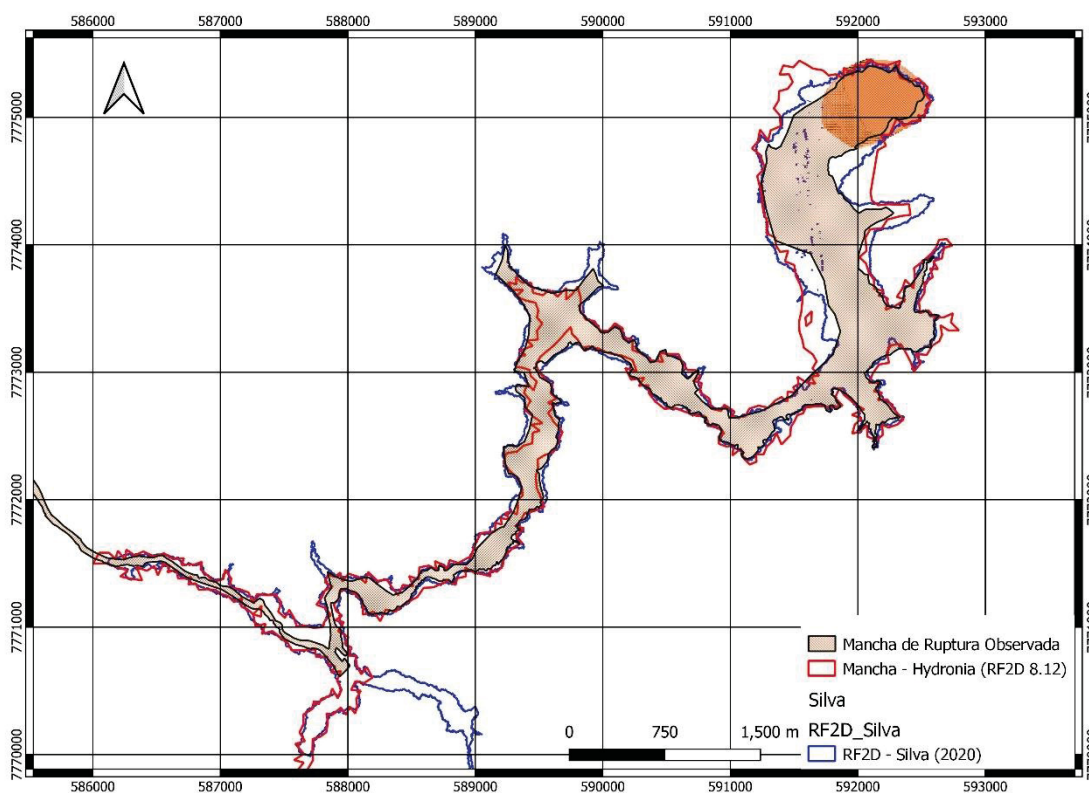 586000 587000 588000 589000 590000 591000 592000 593000
7775000
7774000
7773000
7772000
7771000
7770000
Mancha de Ruptura Observada
Mancha - Hydronia (RF2D 8.12)
Silva
RF2D_Silva
RF2D - Silva (2020)
0 750 1,500 m
586000 587000 588000 589000 590000 591000 592000 593000